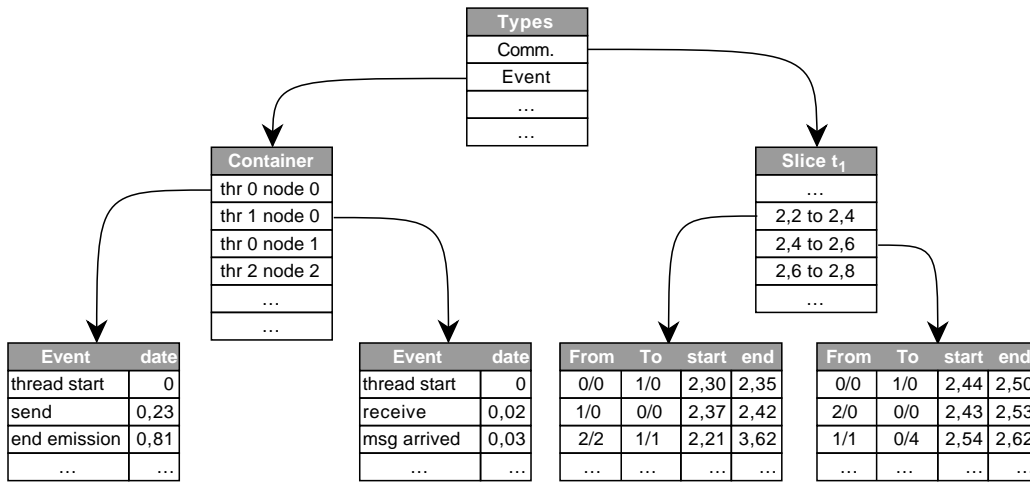 Types
Comm.
Event
…
…
Container
thr 0 node 0
thr 1 node 0
thr 0 node 1
thr 2 node 2
…
…
Slice t1
…
2,2 to 2,4
2,4 to 2,6
2,6 to 2,8
…
Event date
thread start 0
send 0,23
end emission 0,81
… …
Event date
thread start 0
receive 0,02
msg arrived 0,03
… …
From To start end
0/0 1/0 2,30 2,35
1/0 0/0 2,37 2,42
2/2 1/1 2,21 3,62
… … … …
From To start end
0/0 1/0 2,44 2,50
2/0 0/0 2,43 2,53
1/1 0/4 2,54 2,62
… … … …